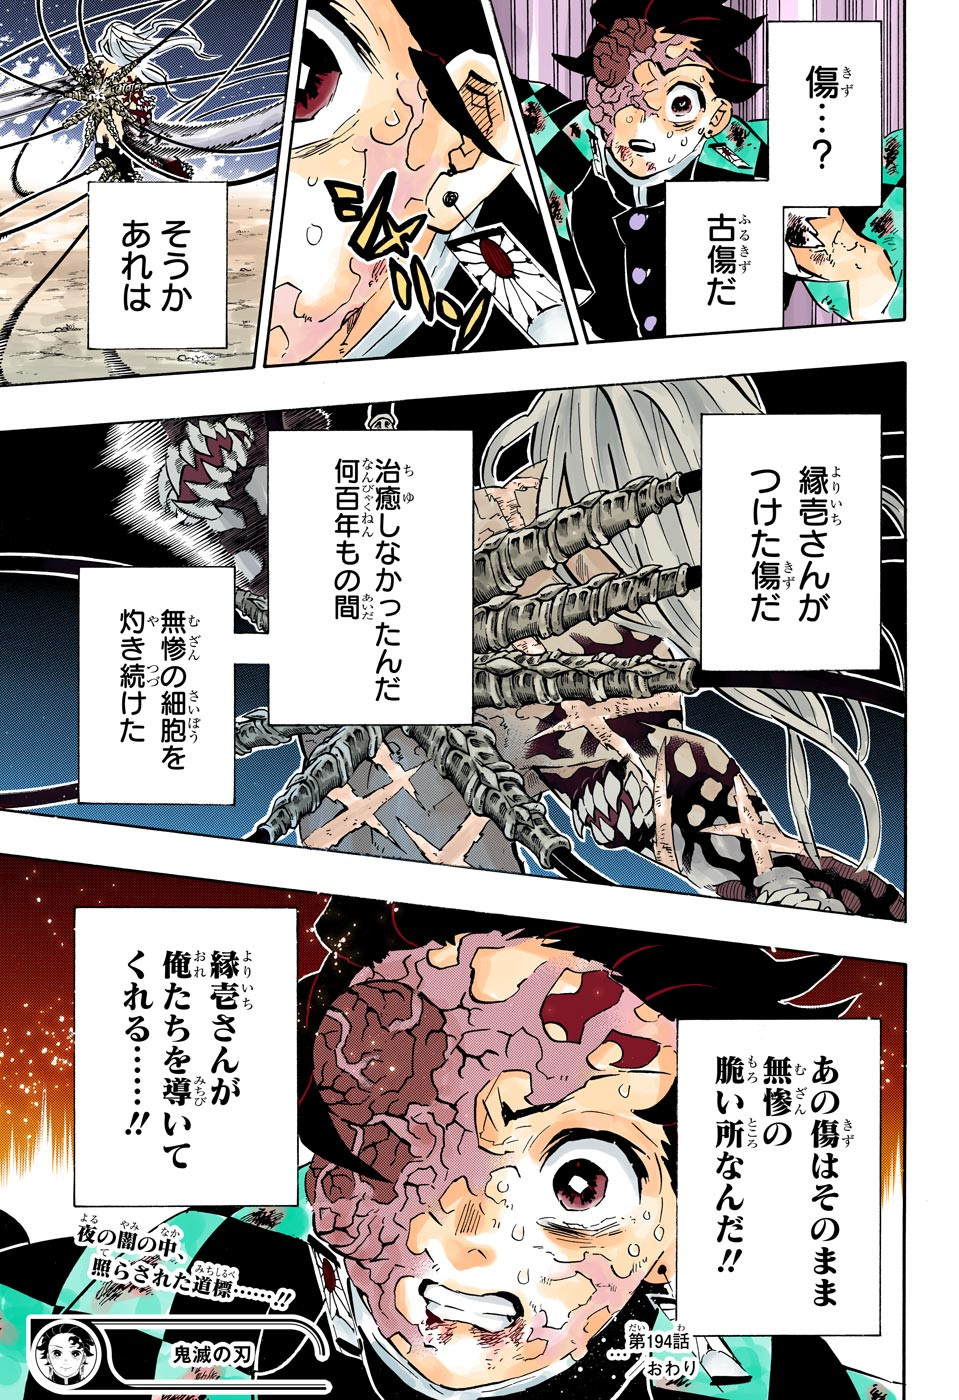 傷…?
古傷だ
そうか
あれは
縁壱さんが
つけた傷だ
治癒しなかったんだ
何百年もの間
無惨の細胞を
灼き続けた
あの傷はそのまま
無惨の
脆い所なんだ!!
縁壱さんが
俺たちを導いて
くれる……!!
夜の闇の中、
照らされた道標……!!
第194話
…おわり
鬼滅の刃